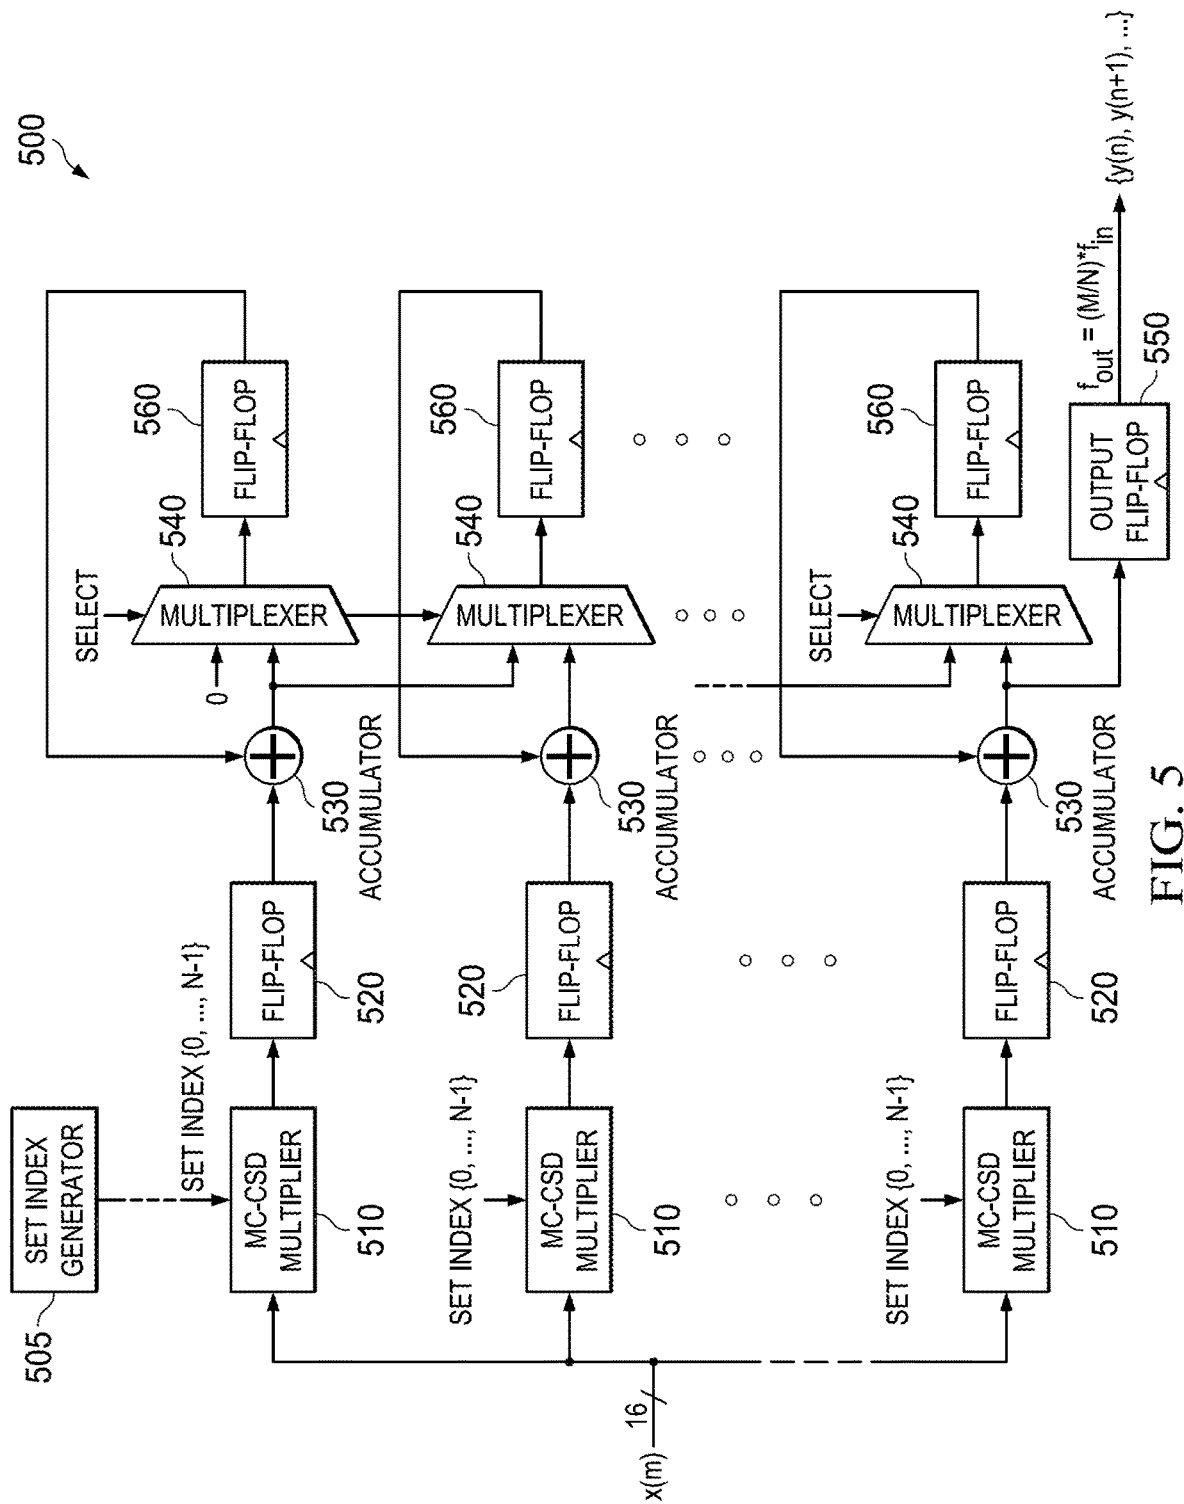 500
SET INDEX
GENERATOR
505
SET INDEX {0, ..., N-1}
MC-CSD
MULTIPLIER
510
FLIP-FLOP
520
530
ACCUMULATOR
0
SELECT
MULTIPLEXER
540
FLIP-FLOP
560
x(m)
16
SET INDEX {0, ..., N-1}
MC-CSD
MULTIPLIER
510
FLIP-FLOP
520
530
ACCUMULATOR
MULTIPLEXER
540
FLIP-FLOP
560
SET INDEX {0, ..., N-1}
MC-CSD
MULTIPLIER
510
FLIP-FLOP
520
530
ACCUMULATOR
SELECT
MULTIPLEXER
540
FLIP-FLOP
560
OUTPUT
FLIP-FLOP
550
fout = (M/N)*fin
{y(n), y(n+1), ...}
FIG. 5